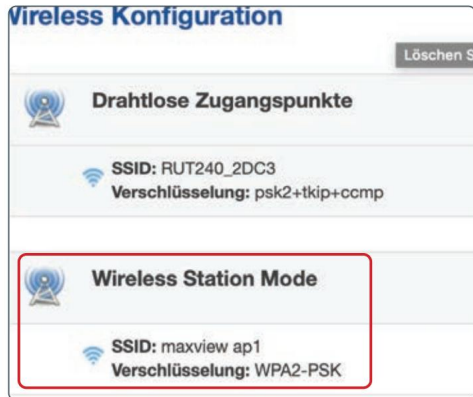 Wireless Konfiguration
Löschen S
Drahtlose Zugangspunkte
SSID: RUT240_2DC3
Verschlüsselung: psk2+tkip+ccmp
Wireless Station Mode
SSID: maxview ap1
Verschlüsselung: WPA2-PSK